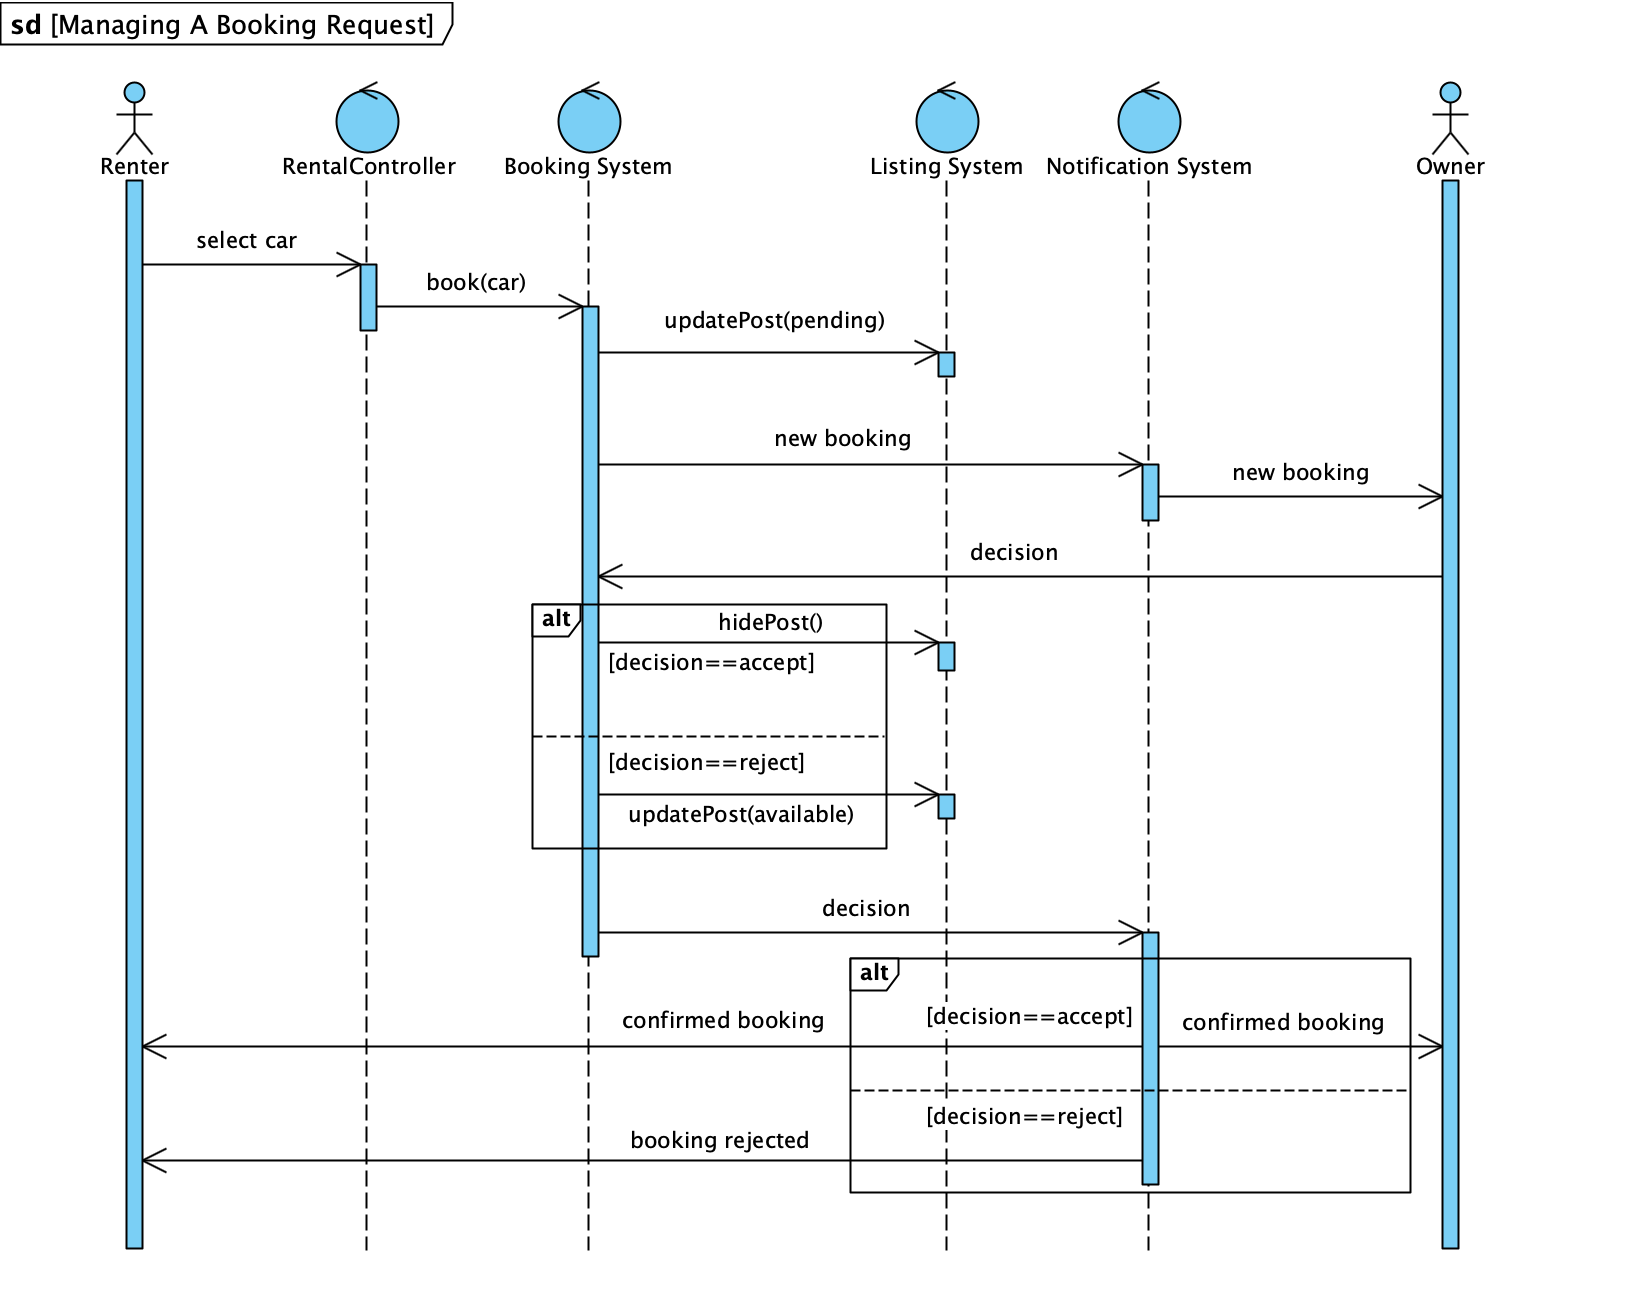 sd [Managing A Booking Request]
Renter
RentalController
Booking System
Listing System
Notification System
Owner
select car
book(car)
updatePost(pending)
new booking
new booking
decision
alt
hidePost()
[decision==accept]
[decision==reject]
updatePost(available)
decision
alt
[decision==accept]
confirmed booking
confirmed booking
[decision==reject]
booking rejected